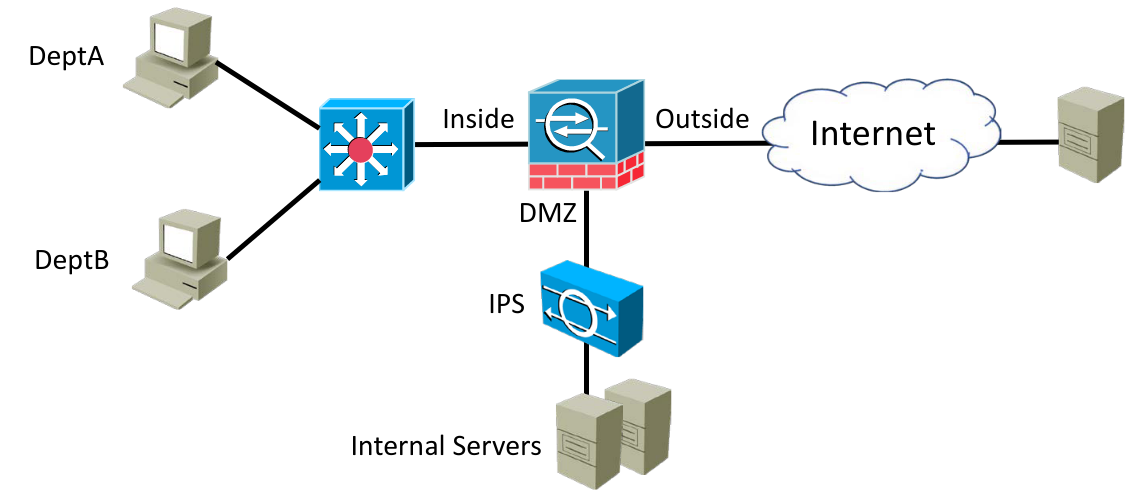 DeptA
Inside
Outside
Internet
DMZ
DeptB
IPS
Internal Servers